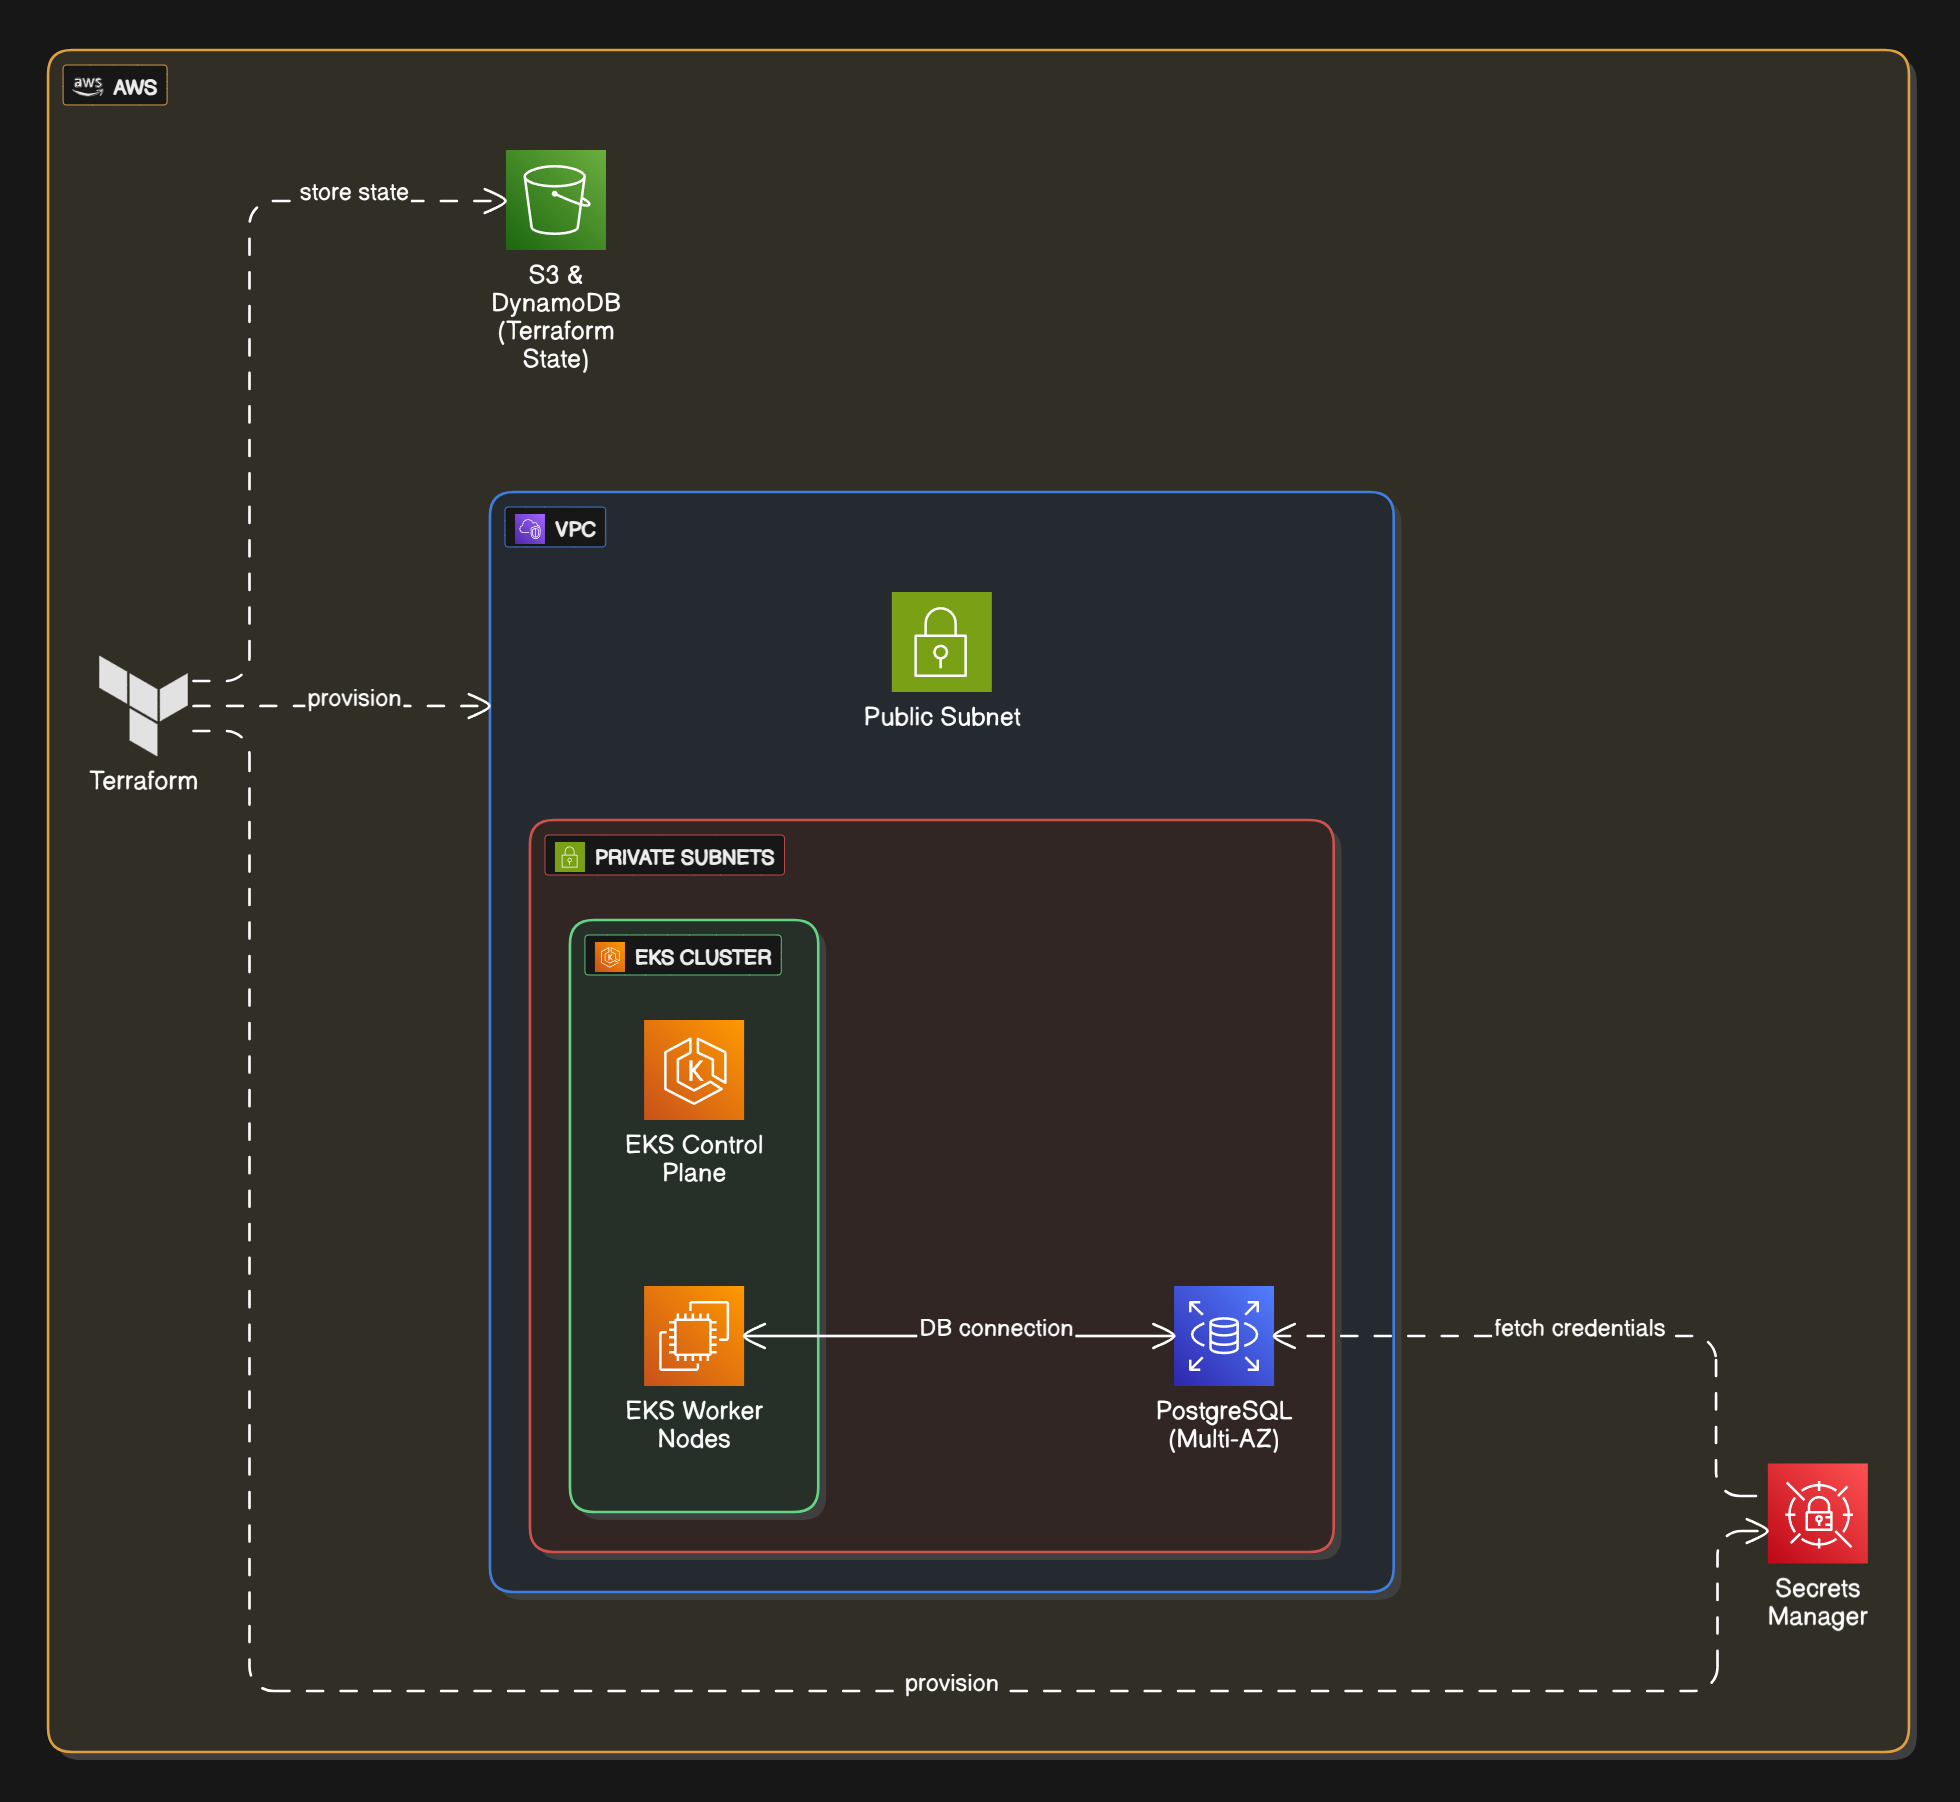 aws AWS
store state
S3 &
DynamoDB
(Terraform
State)
VPC
provision
Public Subnet
Terraform
PRIVATE SUBNETS
EKS CLUSTER
K
EKS Control
Plane
DB connection
fetch credentials
EKS Worker
Nodes
PostgreSQL
(Multi-AZ)
Secrets
Manager
provision